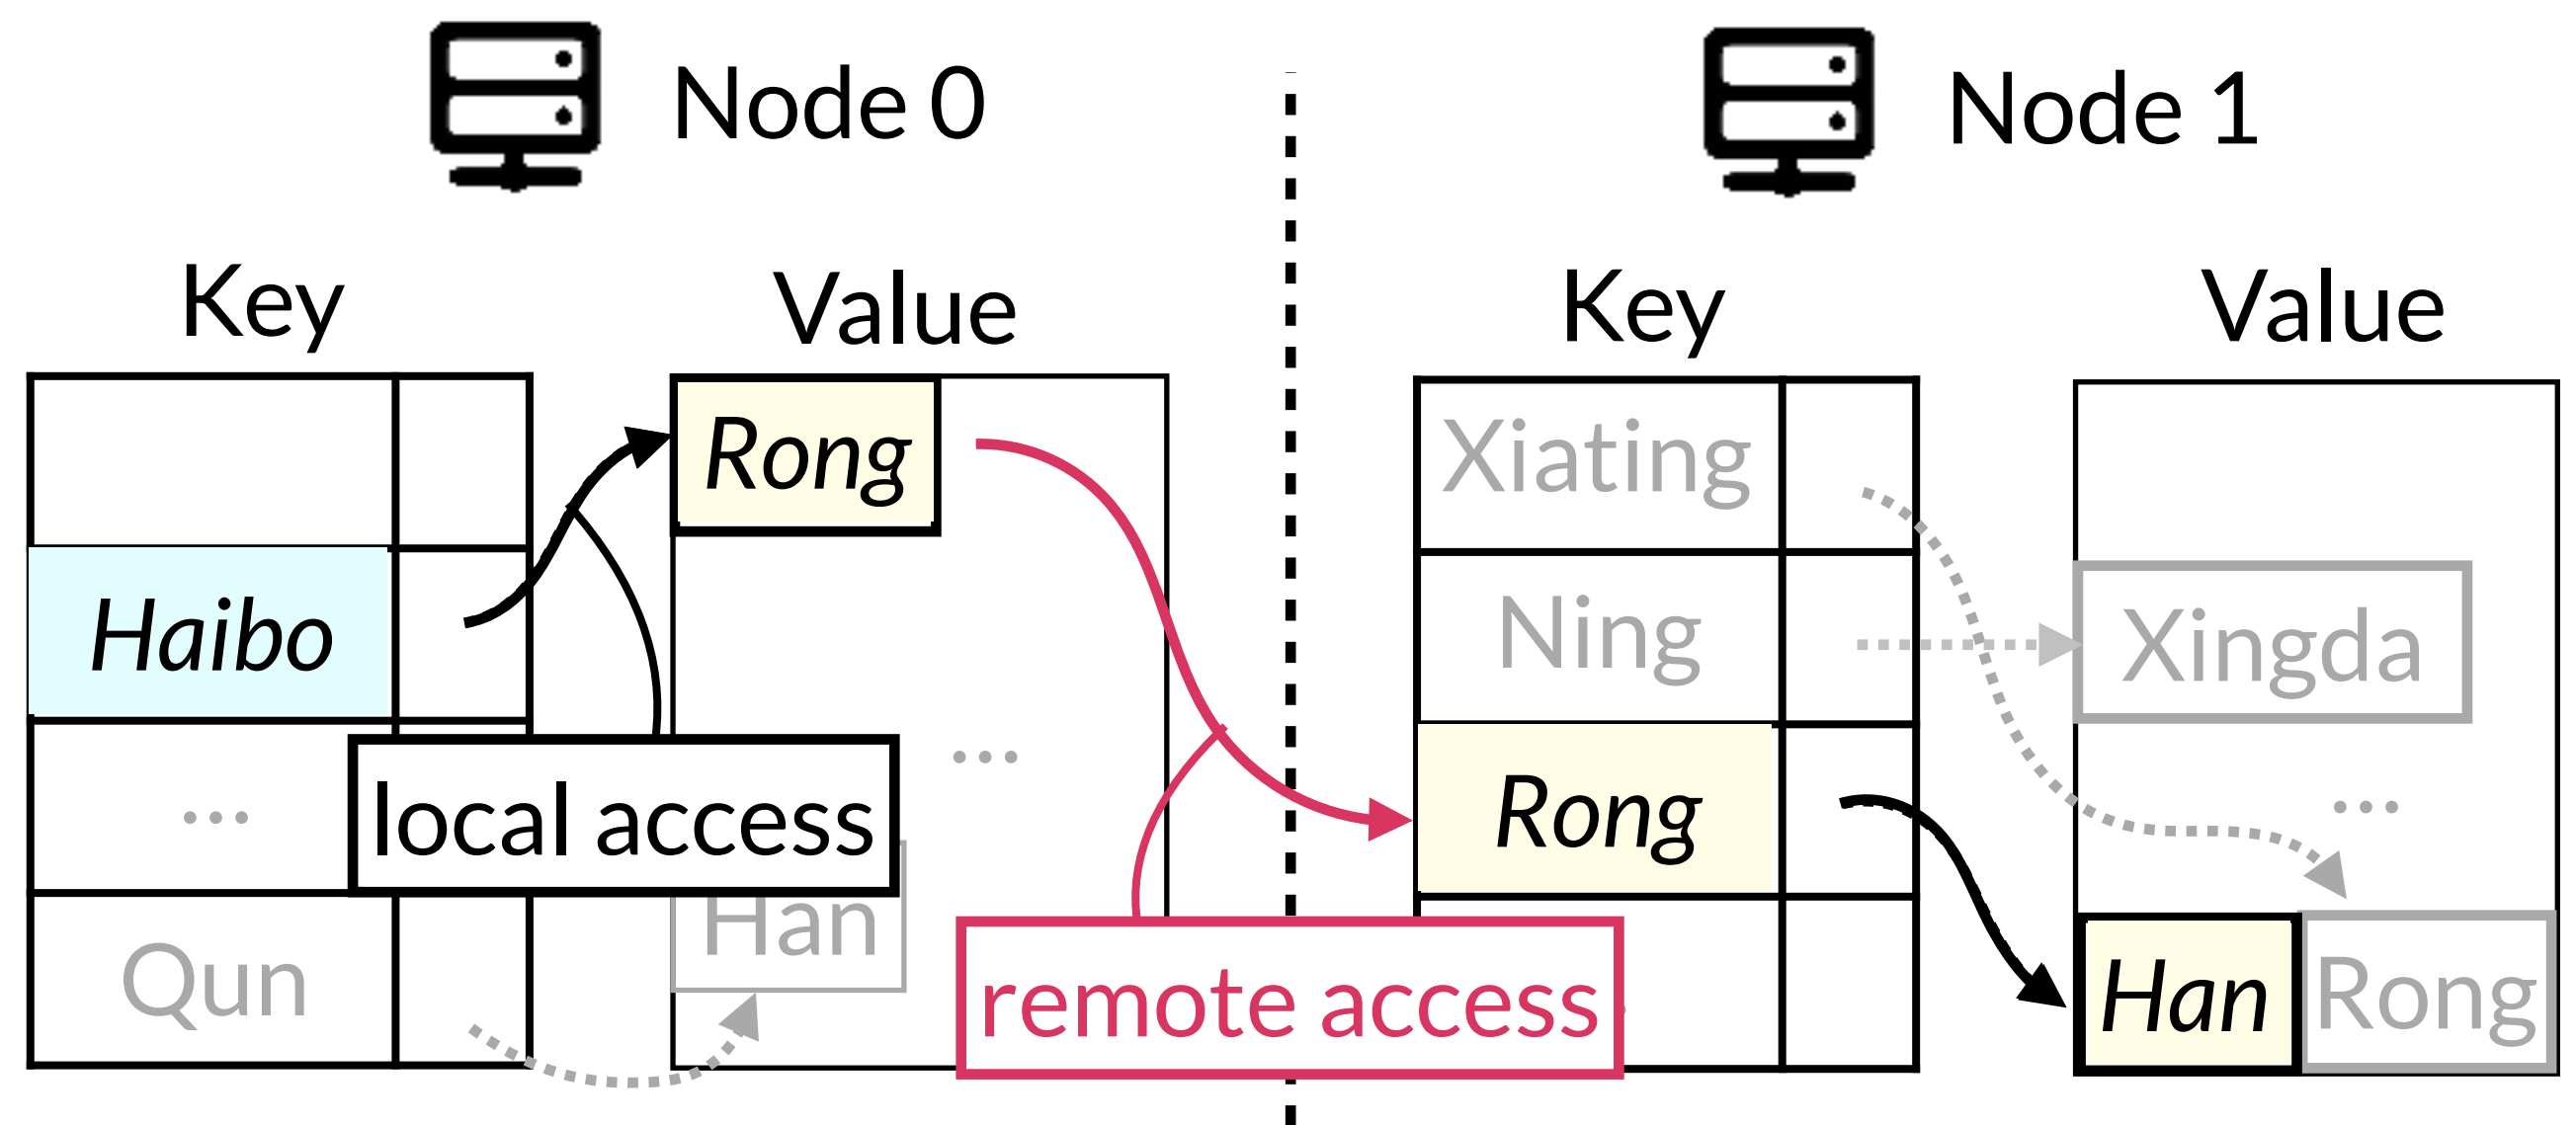 Node 0
Node 1
Key
Value
Key
Value
Rong
Xiating
Haibo
Ning
Xingda
...
local access
...
Rong
...
Qun
Han
remote access
Han
Rong